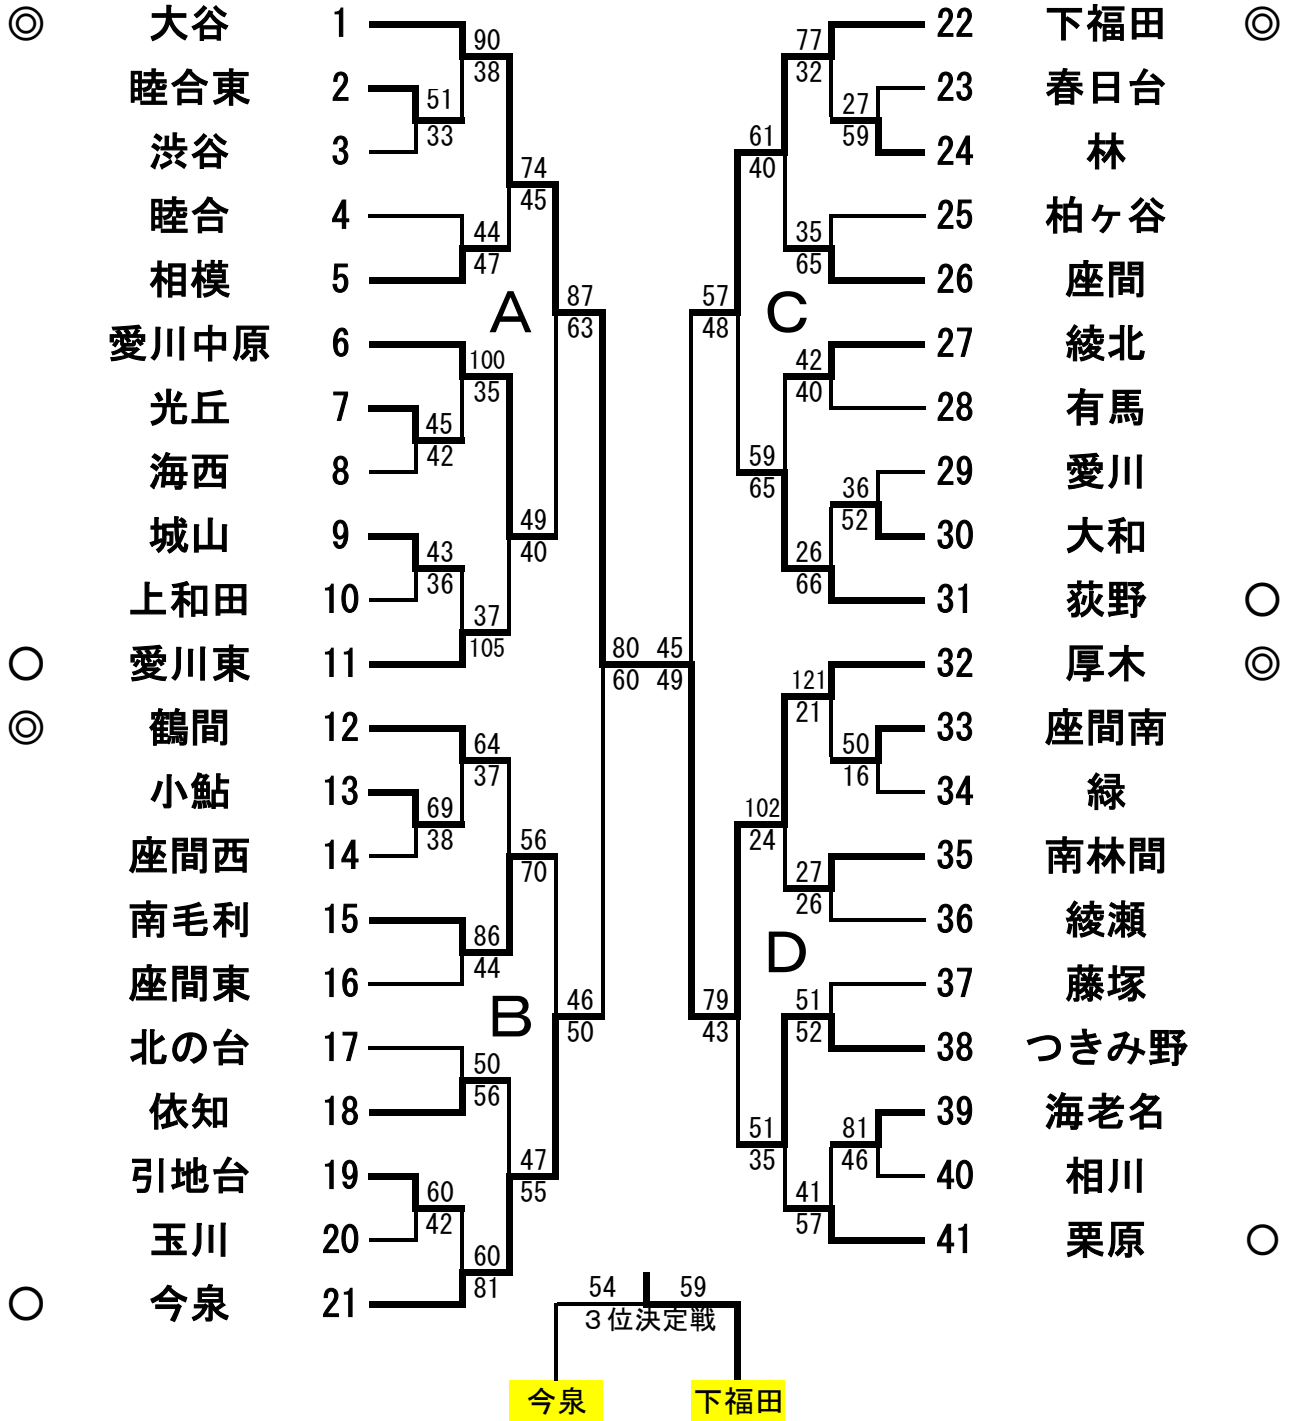 ◎ 大谷 1
睦合東 2
渋谷 3
睦合 4
相模 5
愛川中原 6
光丘 7
海西 8
城山 9
上和田 10
○ 愛川東 11
◎ 鶴間 12
小鮎 13
座間西 14
南毛利 15
座間東 16
北の台 17
依知 18
引地台 19
玉川 20
○ 今泉 21
90
38
51
33
74
45
44
47
A
87
63
100
35
45
42
49
40
43
36
37
105
80
60
64
37
69
38
56
70
86
44
B
46
50
50
56
47
55
60
42
60
81
22 下福田 ◎
23 春日台
24 林
25 柏ヶ谷
26 座間
27 綾北
28 有馬
29 愛川
30 大和
31 荻野 ○
32 厚木 ◎
33 座間南
34 緑
35 南林間
36 綾瀬
37 藤塚
38 つきみ野
39 海老名
40 相川
41 栗原 ○
77
32
27
59
61
40
35
65
57
48
C
42
40
59
65
36
52
26
66
45
49
121
21
50
16
102
24
27
26
D
79
43
51
52
51
35
81
46
41
57
54 59
３位決定戦
今泉 下福田